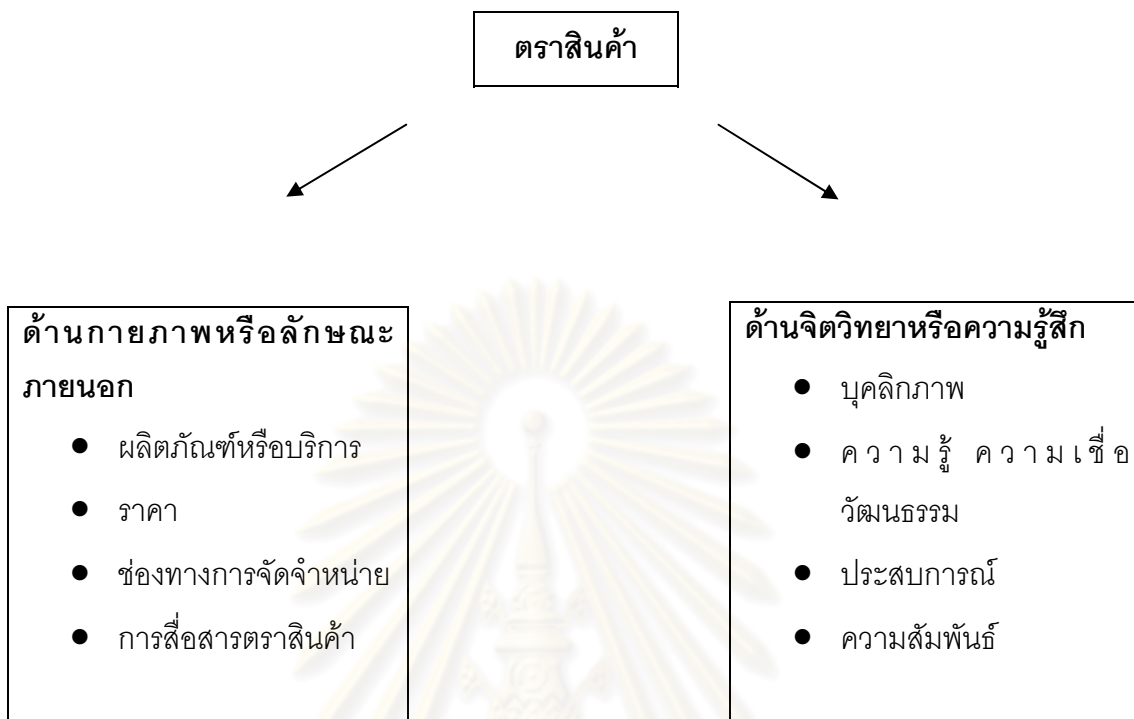 ตราสินค้า
ด้านกายภาพหรือลักษณะ
ภายนอก
● ผลิตภัณฑ์หรือบริการ
● ราคา
● ช่องทางการจัดจำหน่าย
● การสื่อสารตราสินค้า
ด้านจิตวิทยาหรือความรู้สึก
● บุคลิกภาพ
● ความรู้ ความเชื่อ
วัฒนธรรม
● ประสบการณ์
● ความสัมพันธ์